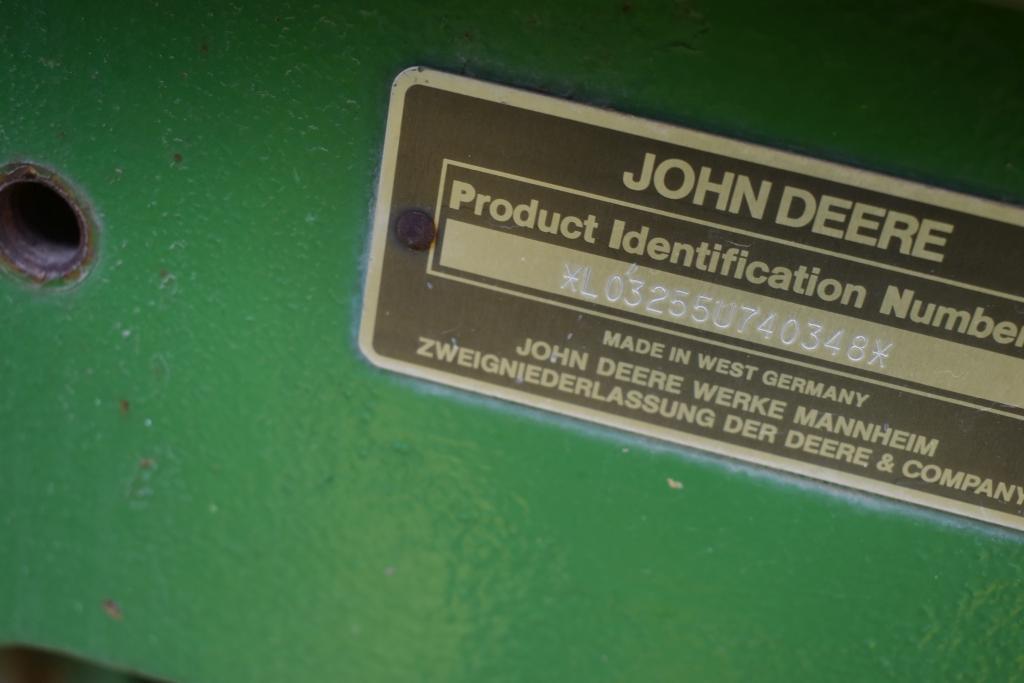 JOHN DEERE
Product Identification Number
*L03255U740348*
MADE IN WEST GERMANY
JOHN DEERE WERKE MANNHEIM
ZWEIGNIEDERLASSUNG DER DEERE & COMPANY